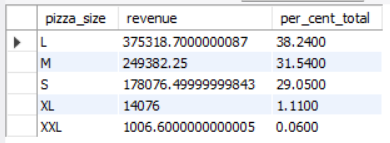 pizza_size revenue per_cent_total
L 375318.7000000087 38.2400
M 249382.25 31.5400
S 178076.49999999843 29.0500
XL 14076 1.1100
XXL 1006.6000000000005 0.0600